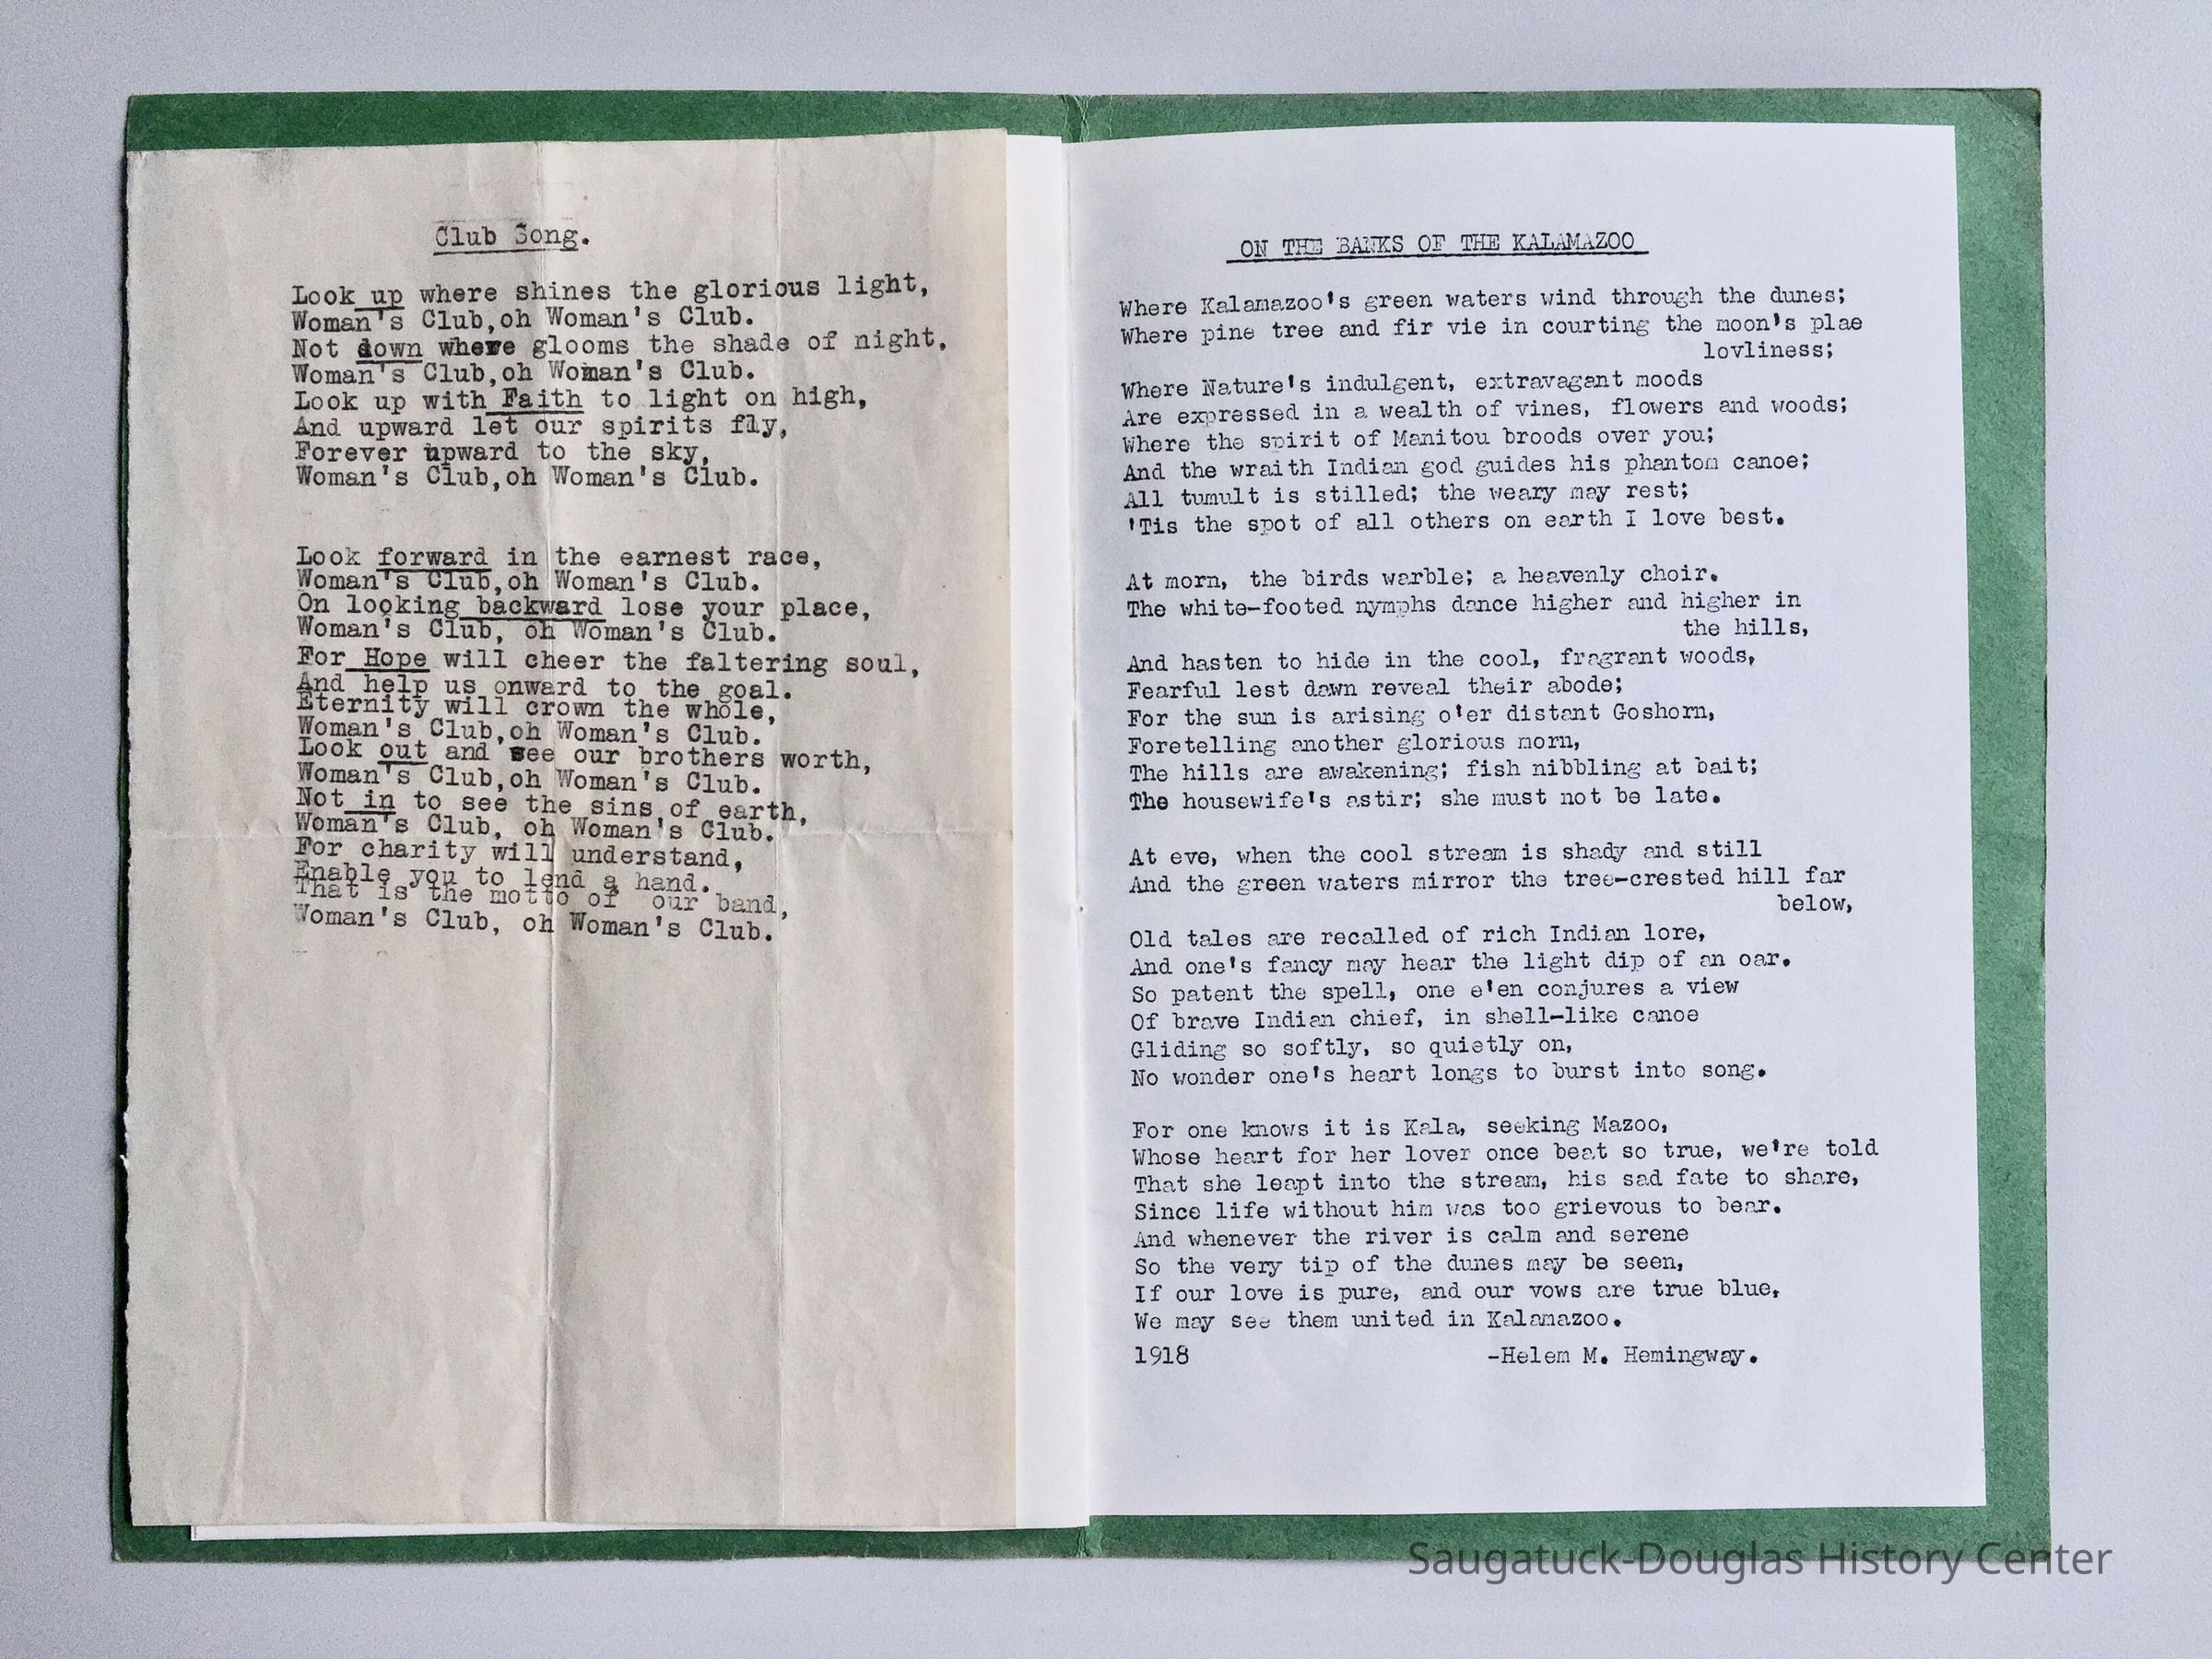 Club Song.
Look up where shines the glorious light,
Woman's Club,oh Woman's Club.
Not down where glooms the shade of night,
Woman's Club,oh Woman's Club.
Look up with Faith to light on high,
And upward let our spirits fly,
Forever upward to the sky,
Woman's Club,oh Woman's Club.
Look forward in the earnest race,
Woman's Club,oh Woman's Club.
On looking backward lose your place,
Woman's Club, oh Woman's Club.
For Hope will cheer the faltering soul,
And help us onward to the goal.
Eternity will crown the whole,
Woman's Club,oh Woman's Club.
Look out and see our brothers worth,
Woman's Club,oh Woman's Club.
Not in to see the sins of earth,
Woman's Club, oh Woman's Club.
For charity will understand,
Enable you to lend a hand.
That is the motto of our band,
Woman's Club, oh Woman's Club.
ON THE BANKS OF THE KALAMAZOO
Where Kalamazoo's green waters wind through the dunes;
Where pine tree and fir vie in courting the moon's plae
lovliness;
Where Nature's indulgent, extravagant moods
Are expressed in a wealth of vines, flowers and woods;
Where the spirit of Manitou broods over you;
And the wraith Indian god guides his phantom canoe;
All tumult is stilled; the weary may rest;
'Tis the spot of all others on earth I love best.
At morn, the birds warble; a heavenly choir.
The white-footed nymphs dance higher and higher in
the hills,
And hasten to hide in the cool, fragrant woods,
Fearful lest dawn reveal their abode;
For the sun is arising o'er distant Goshorn,
Foretelling another glorious morn,
The hills are awakening; fish nibbling at bait;
The housewife's astir; she must not be late.
At eve, when the cool stream is shady and still
And the green waters mirror the tree-crested hill far
below,
Old tales are recalled of rich Indian lore,
And one's fancy may hear the light dip of an oar.
So patent the spell, one e'en conjures a view
Of brave Indian chief, in shell-like canoe
Gliding so softly, so quietly on,
No wonder one's heart longs to burst into song.
For one knows it is Kala, seeking Mazoo,
Whose heart for her lover once beat so true, we're told
That she leapt into the stream, his sad fate to share,
Since life without him was too grievous to bear.
And whenever the river is calm and serene
So the very tip of the dunes may be seen,
If our love is pure, and our vows are true blue,
We may see them united in Kalamazoo.
1918 -Helem M. Hemingway.
Saugatuck-Douglas History Center